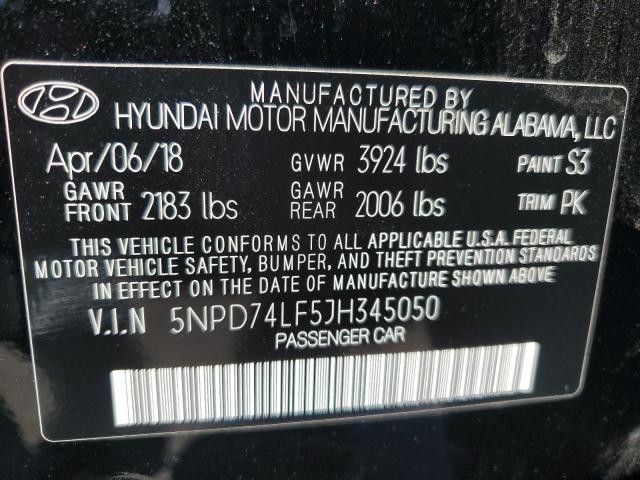 MANUFACTURED BY
HYUNDAI MOTOR MANUFACTURING ALABAMA, LLC
Apr/06/18 GVWR 3924 lbs PAINT S3
GAWR FRONT 2183 lbs GAWR REAR 2006 lbs TRIM PK
THIS VEHICLE CONFORMS TO ALL APPLICABLE U.S.A. FEDERAL
MOTOR VEHICLE SAFETY, BUMPER, AND THEFT PREVENTION STANDARDS
IN EFFECT ON THE DATE OF MANUFACTURE SHOWN ABOVE
V.I.N 5NPD74LF5JH345050
PASSENGER CAR